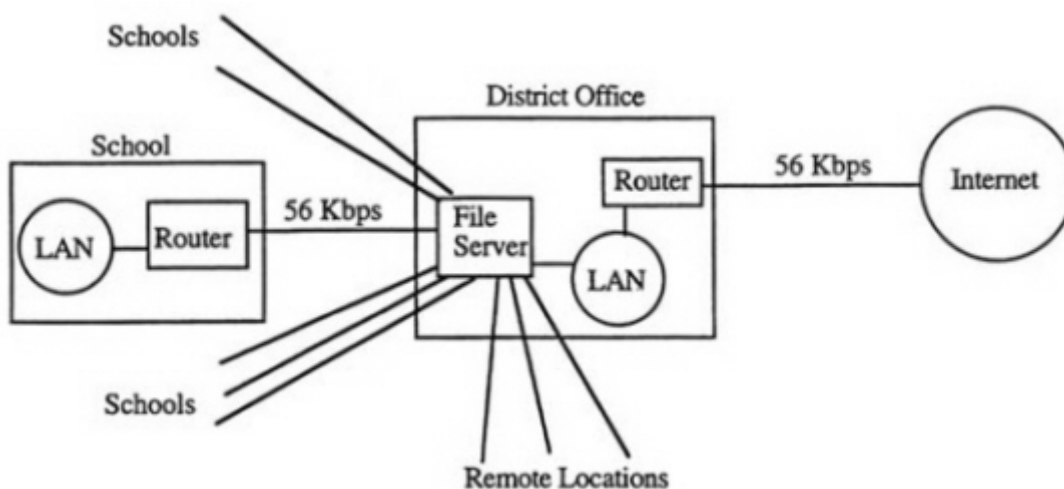 Schools
District Office
School
56 Kbps
Router
Internet
56 Kbps
File
Server
LAN
Router
LAN
Schools
Remote Locations